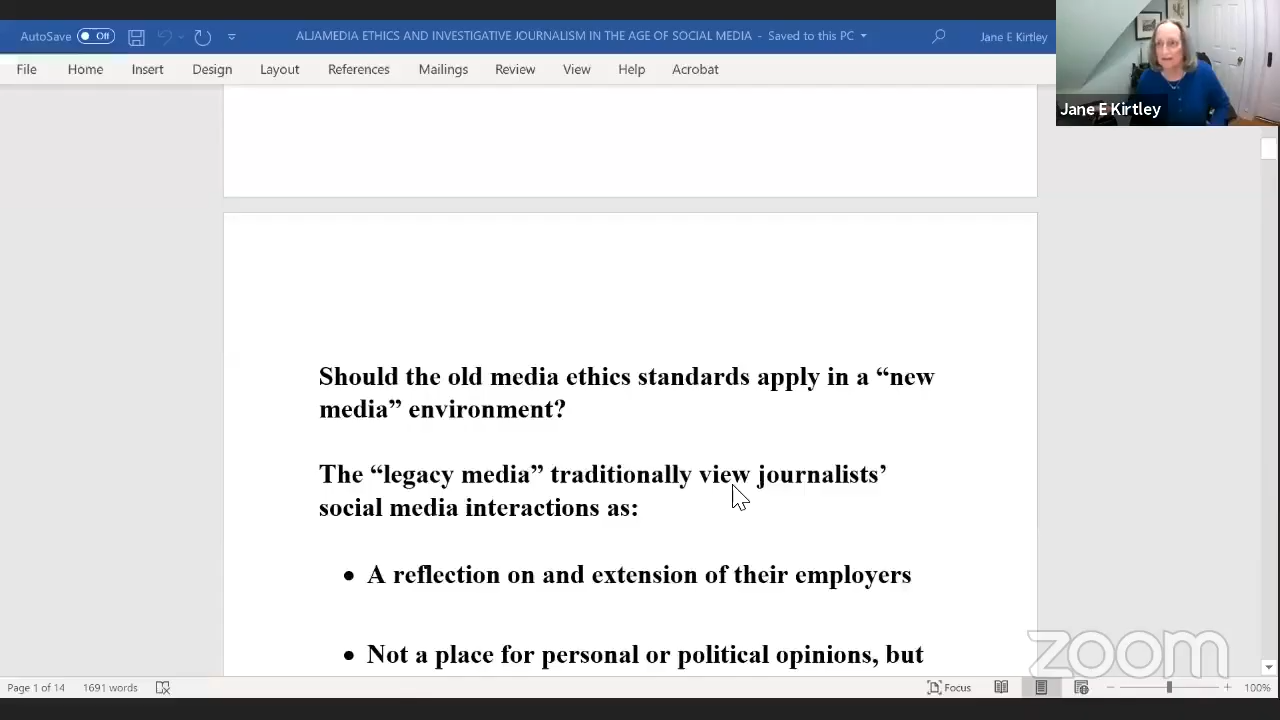 AutoSave Off
ALJAMEDIA ETHICS AND INVESTIGATIVE JOURNALISM IN THE AGE OF SOCIAL MEDIA - Saved to this PC
Jane E Kirtley
File Home Insert Design Layout References Mailings Review View Help Acrobat
Jane E Kirtley
Should the old media ethics standards apply in a “new
media” environment?
The “legacy media” traditionally view journalists’
social media interactions as:
• A reflection on and extension of their employers
• Not a place for personal or political opinions, but
zoom
Page 1 of 14 1691 words
Focus
100%